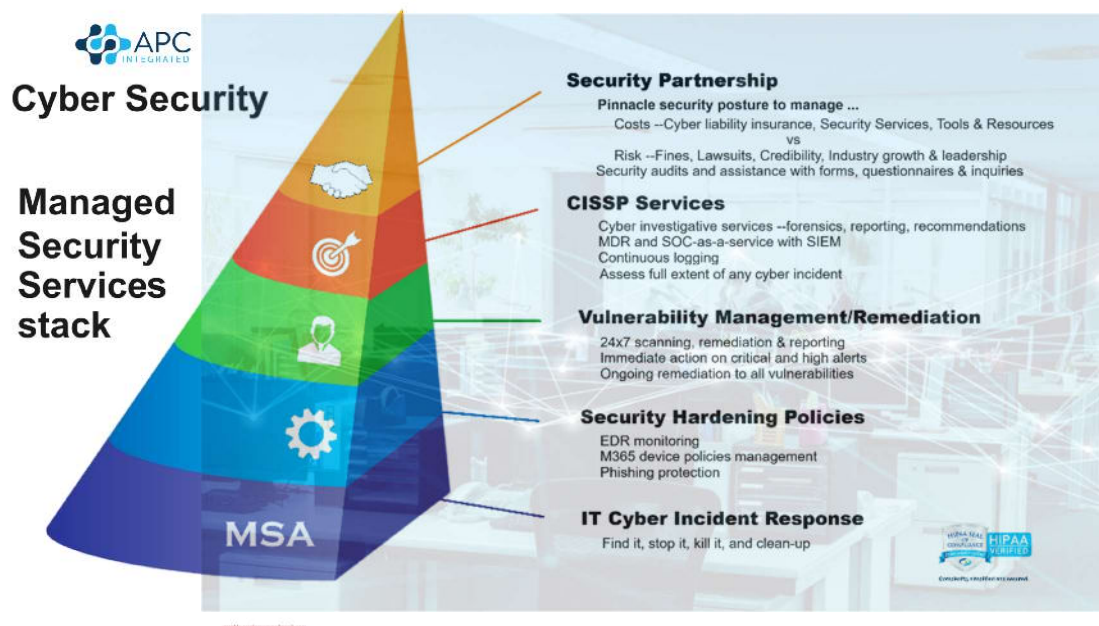 APC
INTEGRATED
Cyber Security
Managed
Security
Services
stack
Security Partnership
Pinnacle security posture to manage ...
Costs --Cyber liability insurance, Security Services, Tools & Resources
vs
Risk --Fines, Lawsuits, Credibility, Industry growth & leadership
Security audits and assistance with forms, questionnaires & inquiries
CISSP Services
Cyber investigative services --forensics, reporting, recommendations
MDR and SOC-as-a-service with SIEM
Continuous logging
Assess full extent of any cyber incident
Vulnerability Management/Remediation
24x7 scanning, remediation & reporting
Immediate action on critical and high alerts
Ongoing remediation to all vulnerabilities
Security Hardening Policies
EDR monitoring
M365 device policies management
Phishing protection
IT Cyber Incident Response
Find it, stop it, kill it, and clean-up
MSA
HIPAA
VERIFIED